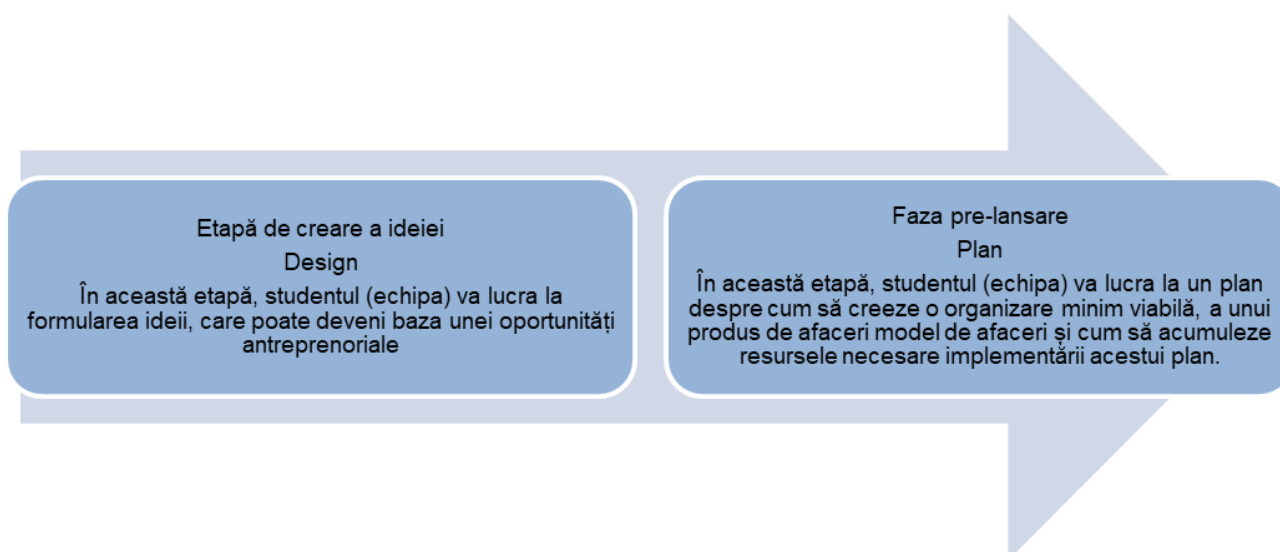 Etapă de creare a ideiei
Design
În această etapă, studentul (echipa) va lucra la
formularea ideii, care poate deveni baza unei oportunități
antreprenoriale
Faza pre-lansare
Plan
În această etapă, studentul (echipa) va lucra la un plan
despre cum să creeze o organizare minim viabilă, a unui
produs de afaceri model de afaceri și cum să acumuleze
resursele necesare implementării acestui plan.